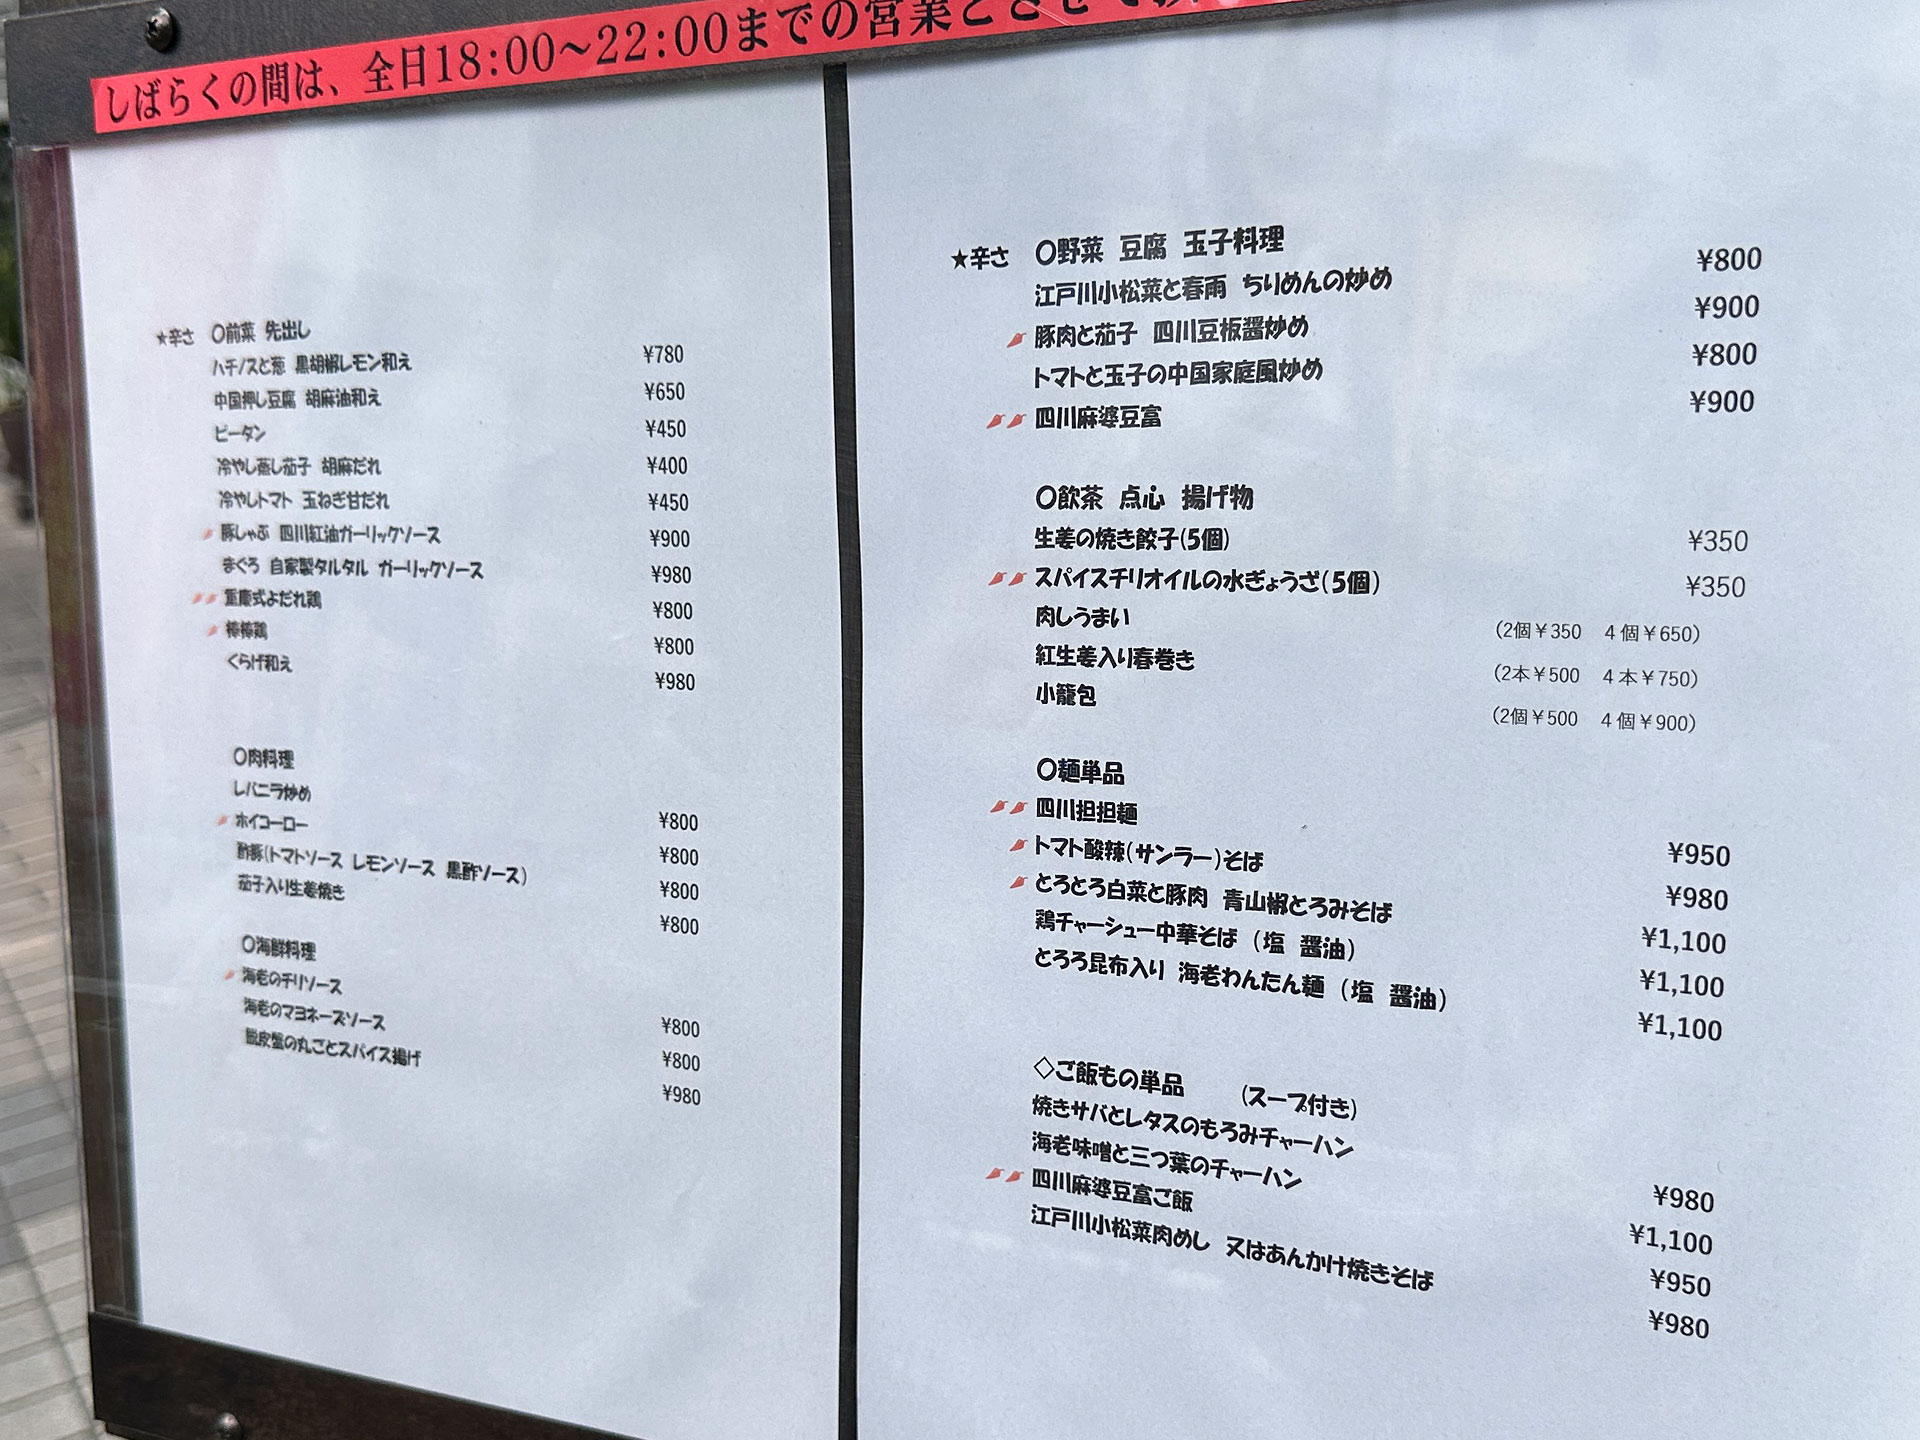 しばらくの間は、全日18:00～22:00までの営業とさせて
★辛さ 〇前菜 先出し
ハチノスと葱 黒胡椒レモン和え ¥780
中国押し豆腐 胡麻油和え ¥650
ピータン ¥450
冷やし蒸し茄子 胡麻だれ ¥400
冷やしトマト 玉ねぎ甘だれ ¥450
豚しゃぶ 四川紅油ガーリックソース ¥900
まぐろ 自家製タルタル ガーリックソース ¥980
重慶式よだれ鶏 ¥800
棒棒鶏 ¥800
くらげ和え ¥980
〇肉料理
レバニラ炒め ¥800
ホイコーロー ¥800
酢豚(トマトソース レモンソース 黒酢ソース) ¥800
茄子入り生姜焼き ¥800
〇海鮮料理
海老のチリソース ¥800
海老のマヨネーズソース ¥800
脱皮蟹の丸ごとスパイス揚げ ¥980
★辛さ 〇野菜 豆腐 玉子料理
江戸川小松菜と春雨 ちりめんの炒め ¥800
豚肉と茄子 四川豆板醤炒め ¥900
トマトと玉子の中国家庭風炒め ¥800
四川麻婆豆富 ¥900
〇飲茶 点心 揚げ物
生姜の焼き餃子(5個) ¥350
スパイスチリオイルの水ぎょうざ(5個) ¥350
肉しうまい (2個¥350 4個¥650)
紅生姜入り春巻き (2本¥500 4本¥750)
小籠包 (2個¥500 4個¥900)
〇麺単品
四川担担麺 ¥950
トマト酸辣(サンラー)そば ¥980
とろとろ白菜と豚肉 青山椒とろみそば ¥1,100
鶏チャーシュー中華そば (塩 醤油) ¥1,100
とろろ昆布入り 海老わんたん麺 (塩 醤油) ¥1,100
◇ご飯もの単品 (スープ付き)
焼きサバとレタスのもろみチャーハン ¥980
海老味噌と三つ葉のチャーハン ¥1,100
四川麻婆豆富ご飯 ¥950
江戸川小松菜肉めし 又はあんかけ焼きそば ¥980